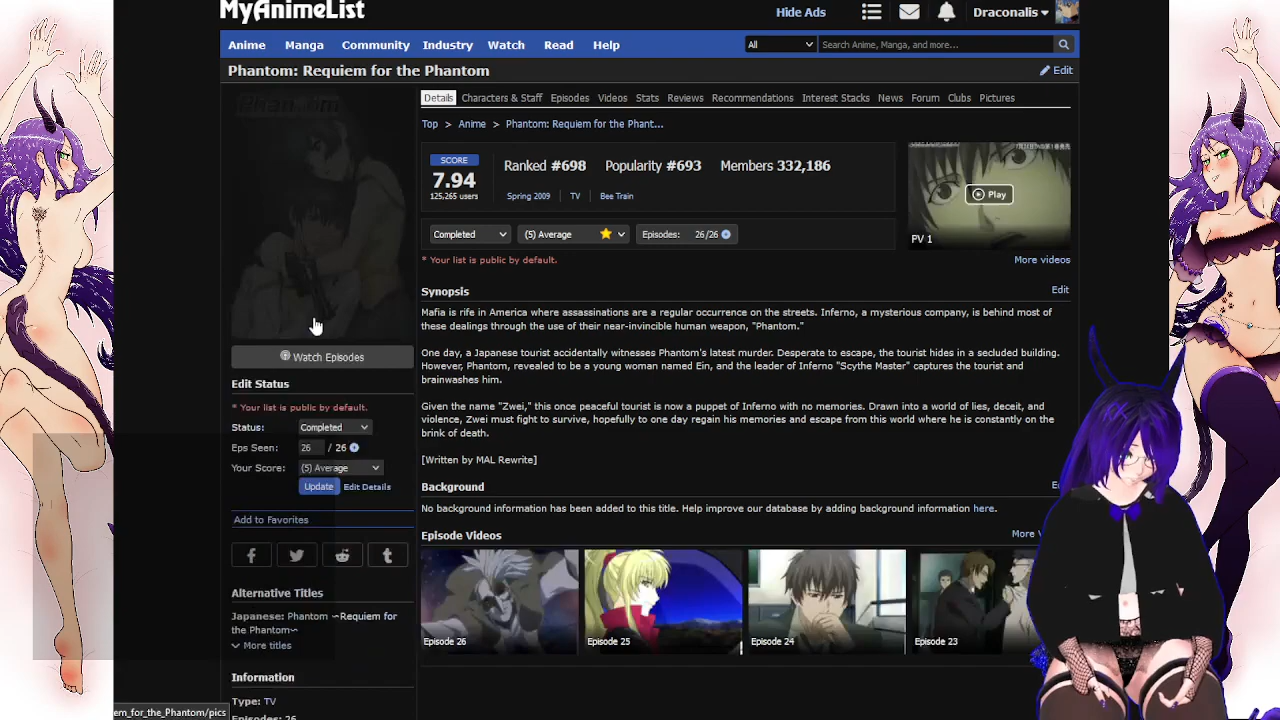 MyAnimeList
Hide Ads
Draconalis
Anime Manga Community Industry Watch Read Help
All
Search Anime, Manga, and more...
Phantom: Requiem for the Phantom
Edit
Phantom
Details Characters & Staff Episodes Videos Stats Reviews Recommendations Interest Stacks News Forum Clubs Pictures
Top > Anime > Phantom: Requiem for the Phant...
SCORE
7.94
125,265 users
Ranked #698 Popularity #693 Members 332,186
Spring 2009 TV Bee Train
Play
PV 1
Completed
(5) Average
Episodes: 26/26
* Your list is public by default.
More videos
Synopsis
Edit
Mafia is rife in America where assassinations are a regular occurrence on the streets. Inferno, a mysterious company, is behind most of
these dealings through the use of their near-invincible human weapon, "Phantom."
One day, a Japanese tourist accidentally witnesses Phantom's latest murder. Desperate to escape, the tourist hides in a secluded building.
However, Phantom, revealed to be a young woman named Ein, and the leader of Inferno "Scythe Master" captures the tourist and
brainwashes him.
Given the name "Zwei," this once peaceful tourist is now a puppet of Inferno with no memories. Drawn into a world of lies, deceit, and
violence, Zwei must fight to survive, hopefully to one day regain his memories and escape from this world where he is constantly on the
brink of death.
[Written by MAL Rewrite]
Background
No background information has been added to this title. Help improve our database by adding background information here.
Episode Videos
More
Episode 26
Episode 25
Episode 24
Episode 23
Watch Episodes
Edit Status
* Your list is public by default.
Status: Completed
Eps Seen: 26 / 26
Your Score: (5) Average
Update Edit Details
Add to Favorites
Alternative Titles
Japanese: Phantom ~Requiem for
the Phantom~
More titles
Information
Type: TV
Episodes: 26
em_for_the_Phantom/pics